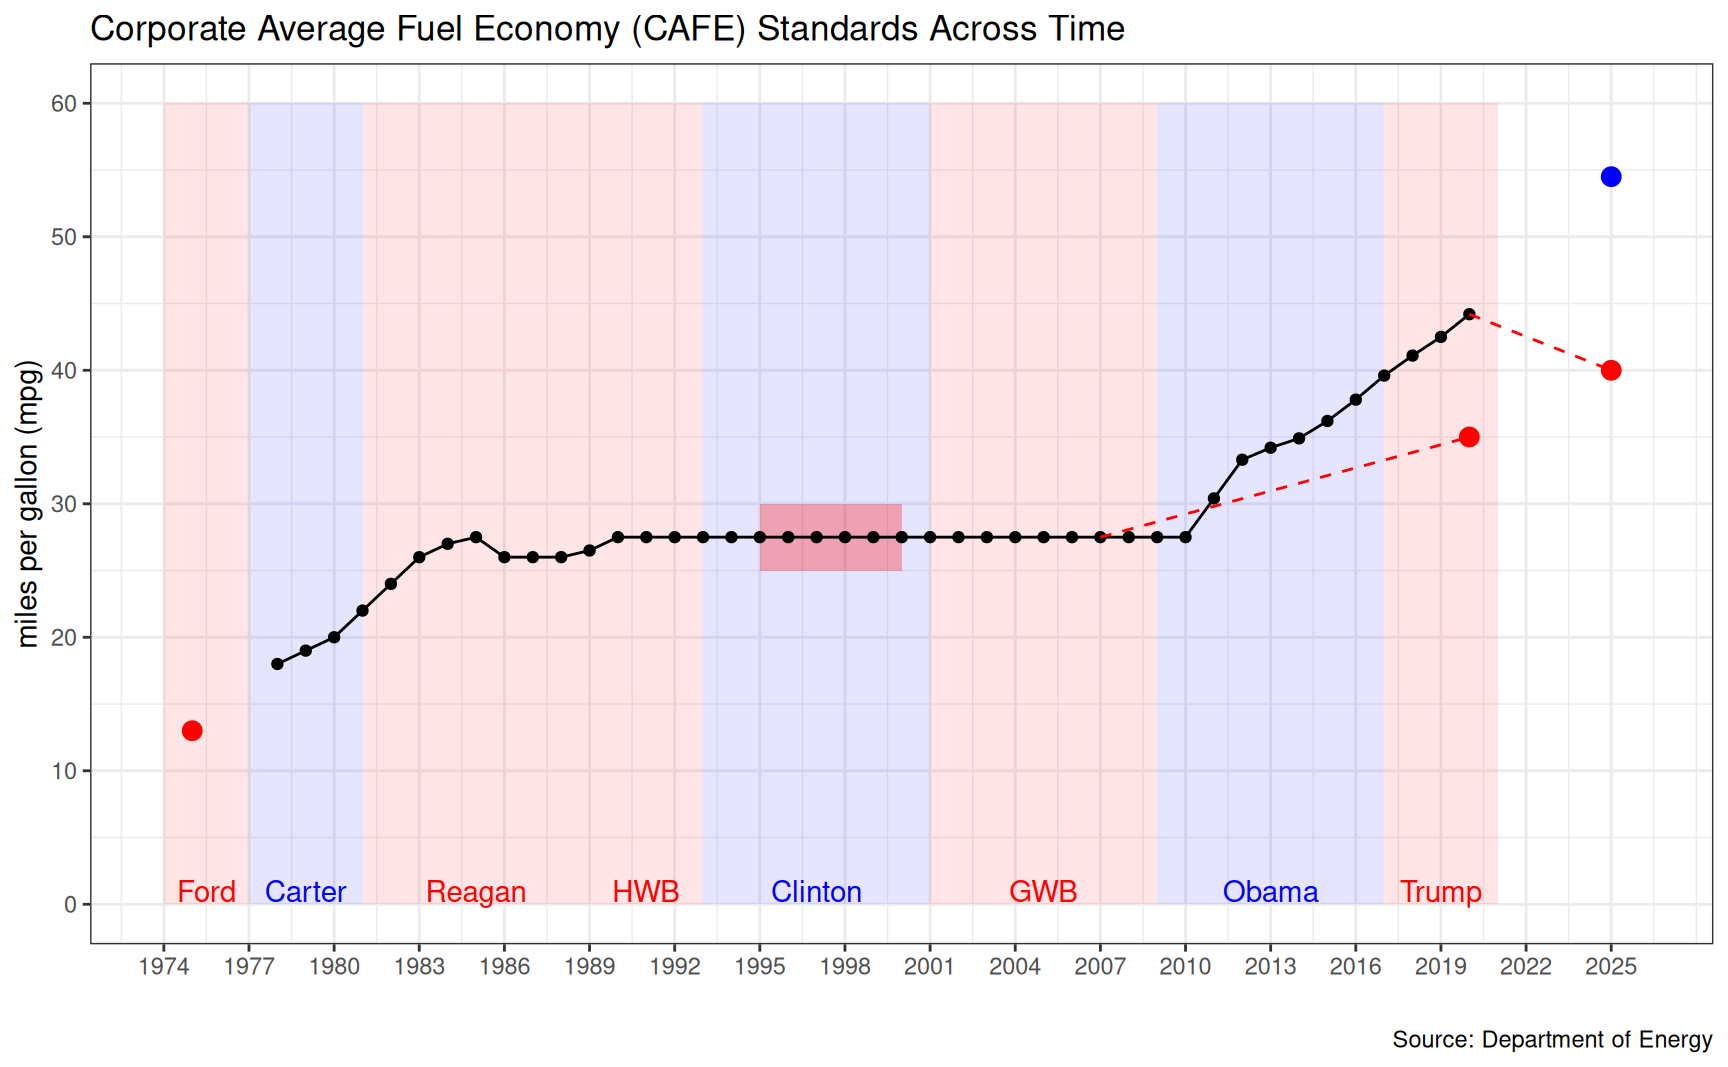 Corporate Average Fuel Economy (CAFE) Standards Across Time
miles per gallon (mpg)
60
50
40
30
20
10
0
Ford Carter Reagan HWB Clinton GWB Obama Trump
1974 1977 1980 1983 1986 1989 1992 1995 1998 2001 2004 2007 2010 2013 2016 2019 2022 2025
Source: Department of Energy